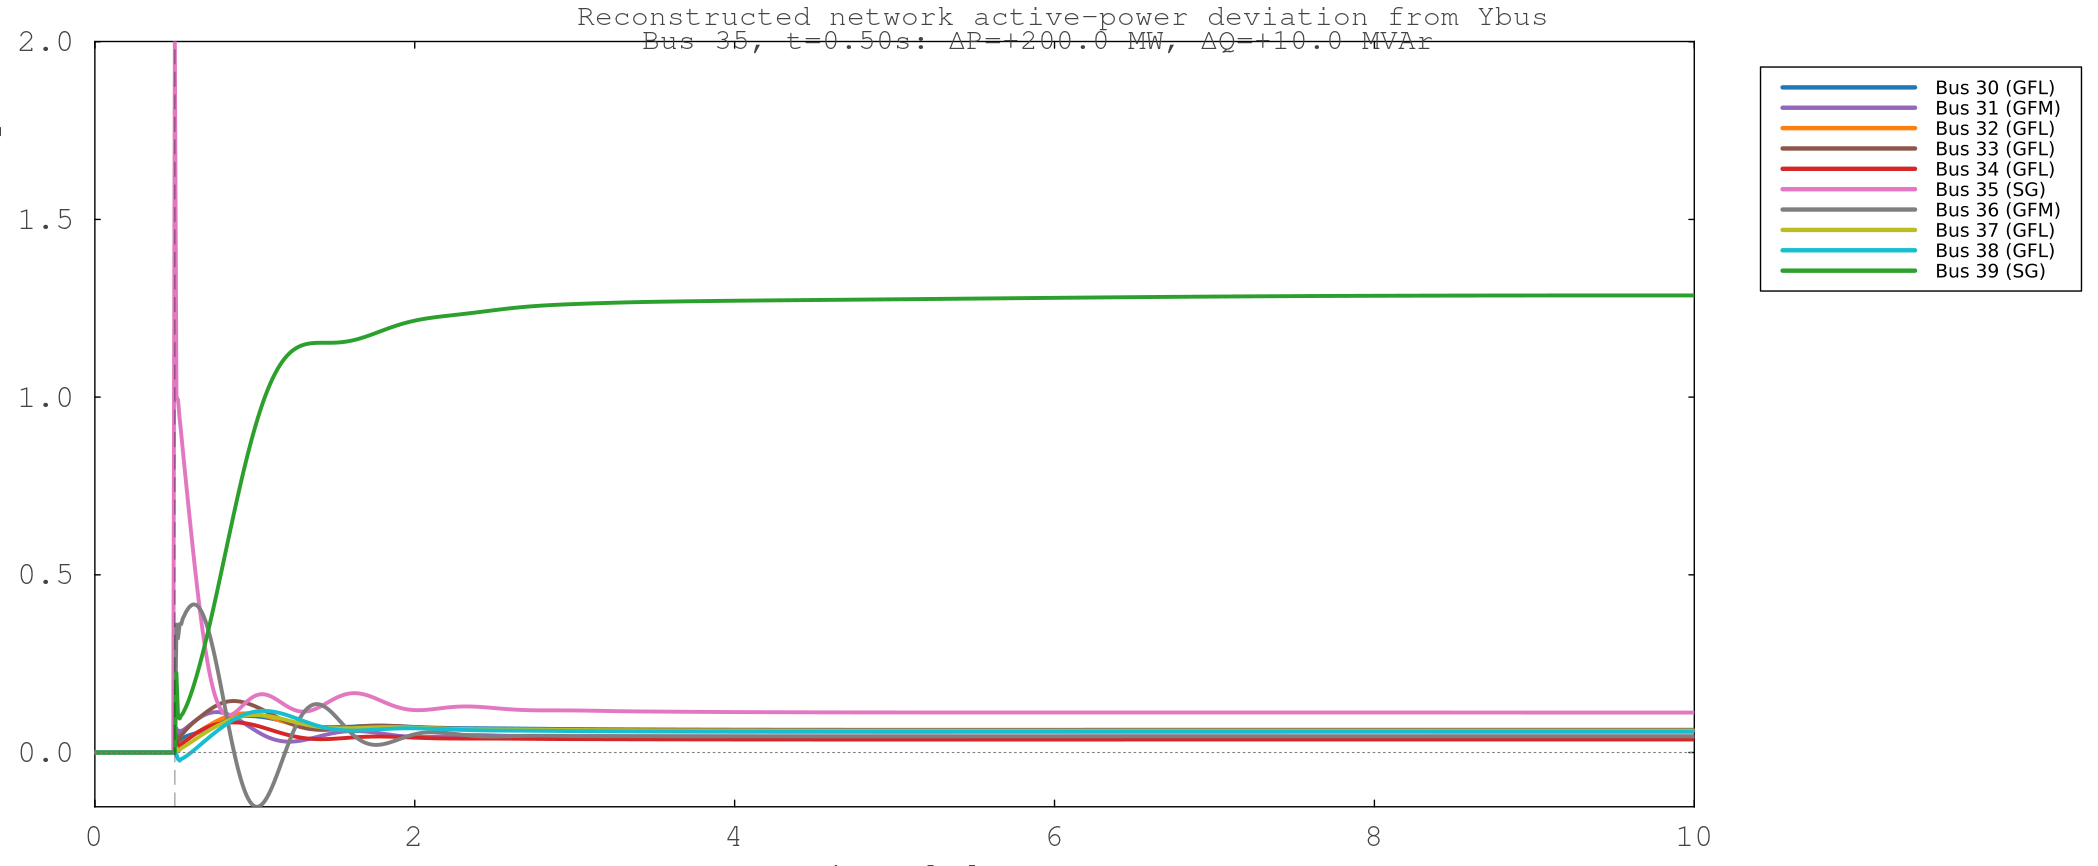 Reconstructed network active-power deviation from Ybus
Bus 35, t=0.50s: ΔP=+200.0 MW, ΔQ=+10.0 MVAr
2.0
1.5
1.0
0.5
0.0
0 2 4 6 8 10
Bus 30 (GFL)
Bus 31 (GFM)
Bus 32 (GFL)
Bus 33 (GFL)
Bus 34 (GFL)
Bus 35 (SG)
Bus 36 (GFM)
Bus 37 (GFL)
Bus 38 (GFL)
Bus 39 (SG)